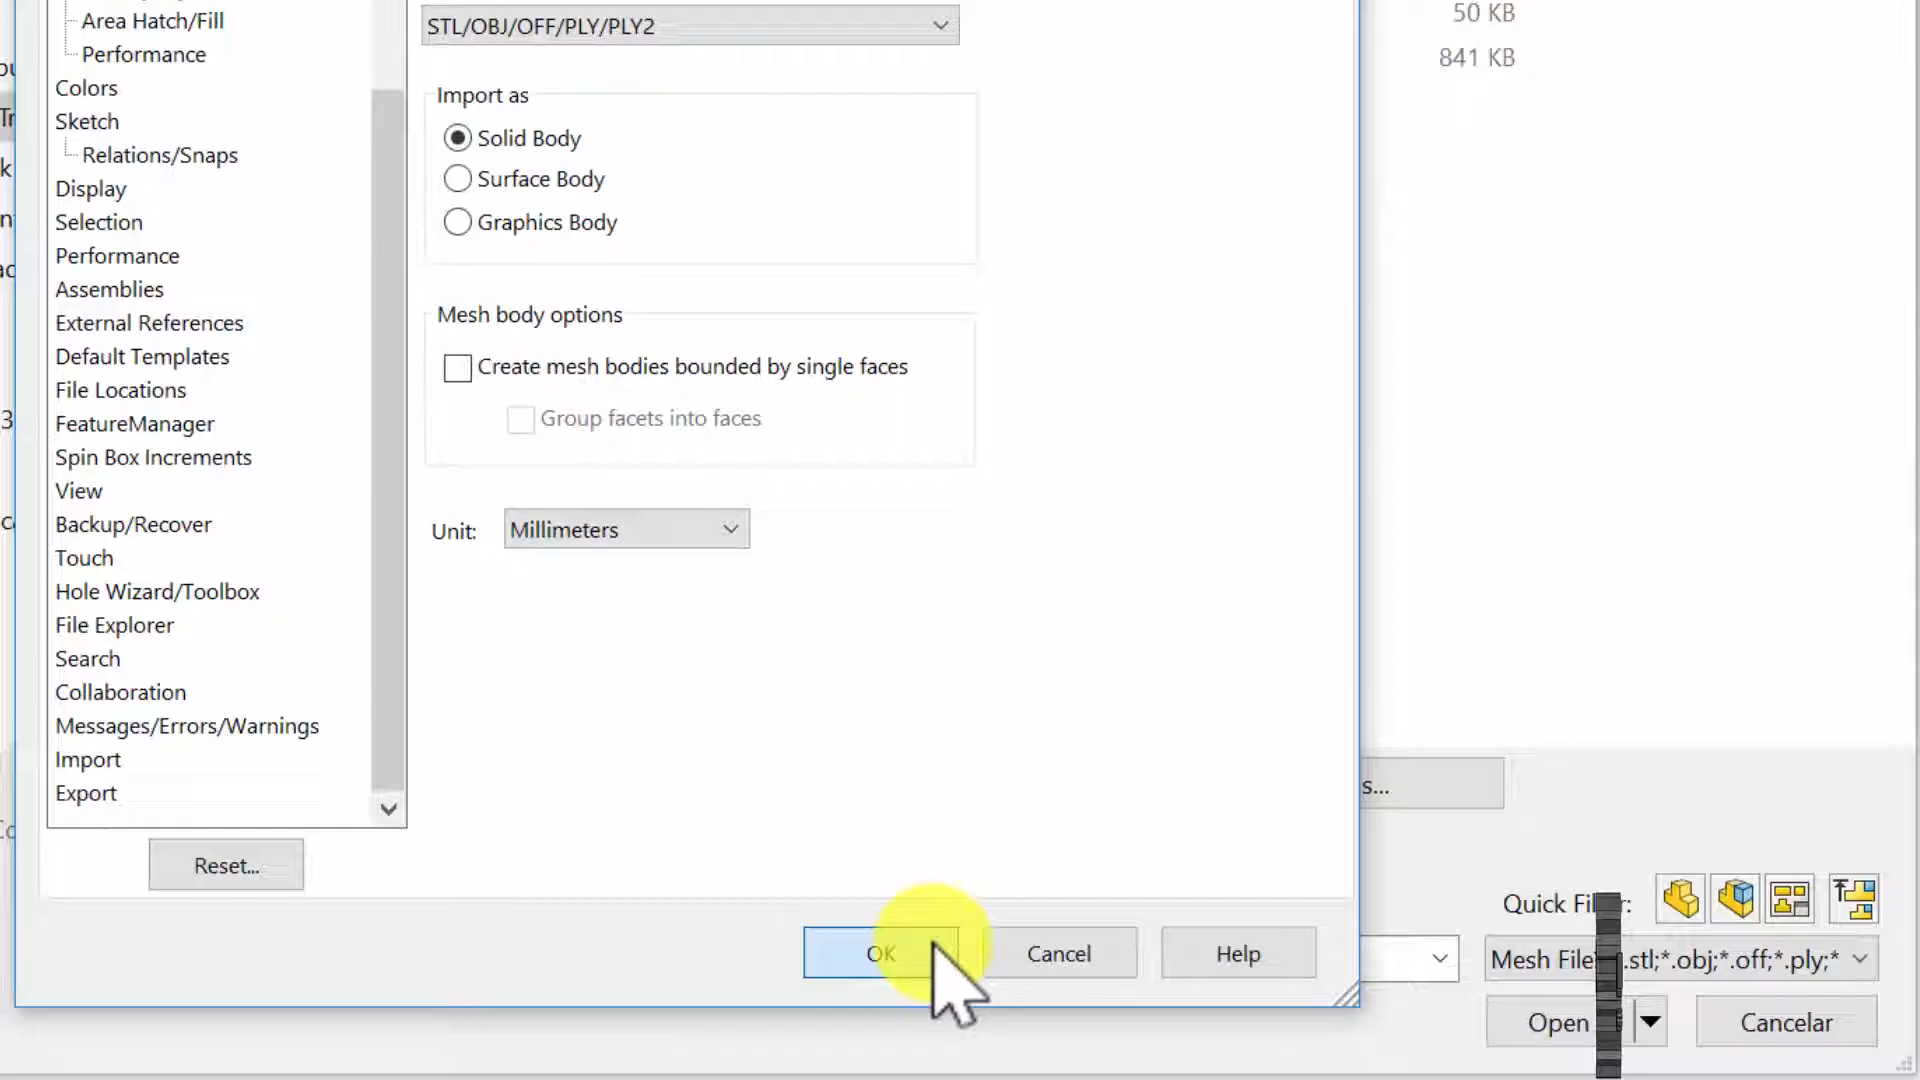 Area Hatch/Fill
Performance
Colors
Sketch
Relations/Snaps
Display
Selection
Performance
Assemblies
External References
Default Templates
File Locations
FeatureManager
Spin Box Increments
View
Backup/Recover
Touch
Hole Wizard/Toolbox
File Explorer
Search
Collaboration
Messages/Errors/Warnings
Import
Export
Reset...
STL/OBJ/OFF/PLY/PLY2
Import as
Solid Body
Surface Body
Graphics Body
Mesh body options
Create mesh bodies bounded by single faces
Group facets into faces
Unit: Millimeters
OK Cancel Help
50 KB
841 KB
s...
Quick
.stl;*.obj;*.off;*.ply;*
Open Cancelar